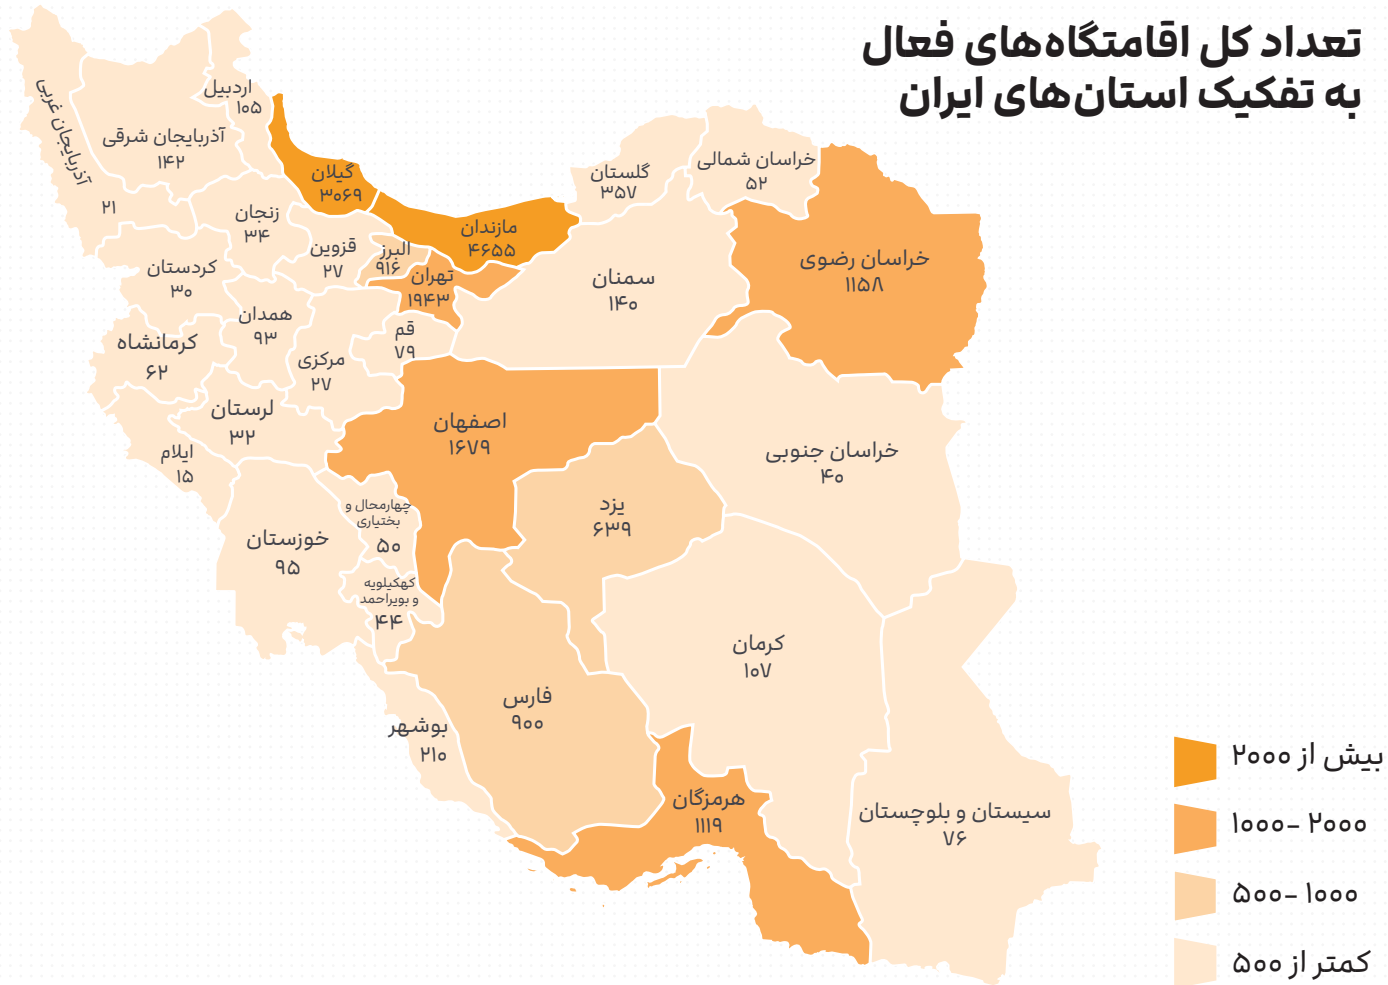 تعداد کل اقامتگاه‌های فعال
به تفکیک استان‌های ایران
اردبیل
۱۰۵
آذربایجان شرقی
۱۴۲
آذربایجان غربی
۲۱
گیلان
۳۰۶۹
مازندان
۴۶۵۵
گلستان
۳۵۷
خراسان شمالی
۵۲
خراسان رضوی
۱۱۵۸
زنجان
۳۴
قزوین
۲۷
البرز
۹۱۶
تهران
۱۹۴۳
سمنان
۱۴۰
کردستان
۳۰
همدان
۹۳
قم
۷۹
کرمانشاه
۶۲
مرکزی
۲۷
لرستان
۳۲
ایلام
۱۵
اصفهان
۱۶۷۹
خراسان جنوبی
۴۰
یزد
۶۳۹
چهارمحال و
بختیاری
۵۰
خوزستان
۹۵
کهکیلویه
و بویراحمد
۴۴
کرمان
۱۰۷
فارس
۹۰۰
بوشهر
۲۱۰
هرمزگان
۱۱۱۹
سیستان و بلوچستان
۷۶
بیش از ۲۰۰۰
۱۰۰۰– ۲۰۰۰
۵۰۰– ۱۰۰۰
کمتر از ۵۰۰